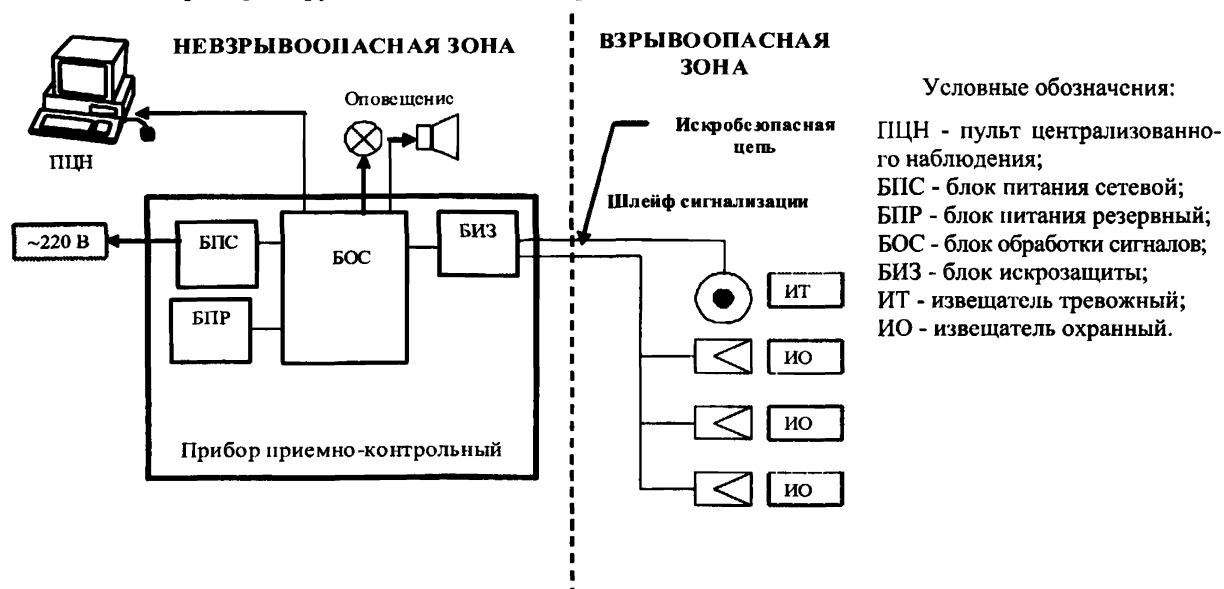 НЕВЗРЫВООПАСНАЯ ЗОНА
ВЗРЫВООПАСНАЯ
ЗОНА
Оповещение
ПЦН
Искробезопасная
цепь
Шлейф сигнализации
~220 В
БПС
БОС
БИЗ
БПР
ИТ
ИО
ИО
ИО
Прибор приемно-контрольный
Условные обозначения:
ПЦН - пульт централизованно-
го наблюдения;
БПС - блок питания сетевой;
БПР - блок питания резервный;
БОС - блок обработки сигналов;
БИЗ - блок искрозащиты;
ИТ - извещатель тревожный;
ИО - извещатель охранный.